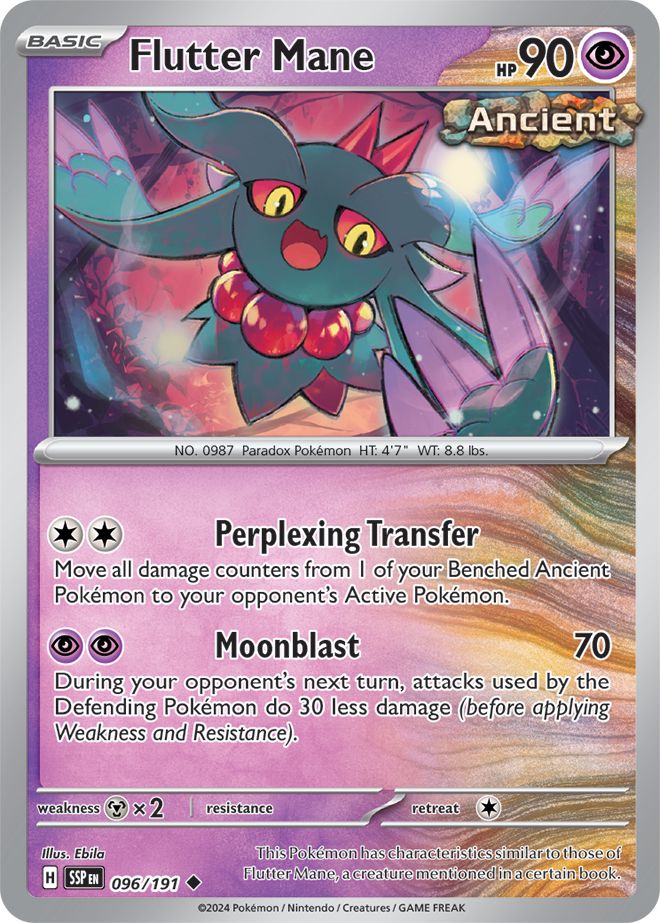 BASIC
Flutter Mane
HP 90
Ancient
NO. 0987 Paradox Pokémon HT: 4'7" WT: 8.8 lbs.
Perplexing Transfer
Move all damage counters from 1 of your Benched Ancient
Pokémon to your opponent's Active Pokémon.
Moonblast 70
During your opponent's next turn, attacks used by the
Defending Pokémon do 30 less damage (before applying
Weakness and Resistance).
weakness ×2 resistance retreat
Illus. Ebila
This Pokémon has characteristics similar to those of
Flutter Mane, a creature mentioned in a certain book.
H SSP EN 096/191
©2024 Pokémon / Nintendo / Creatures / GAME FREAK